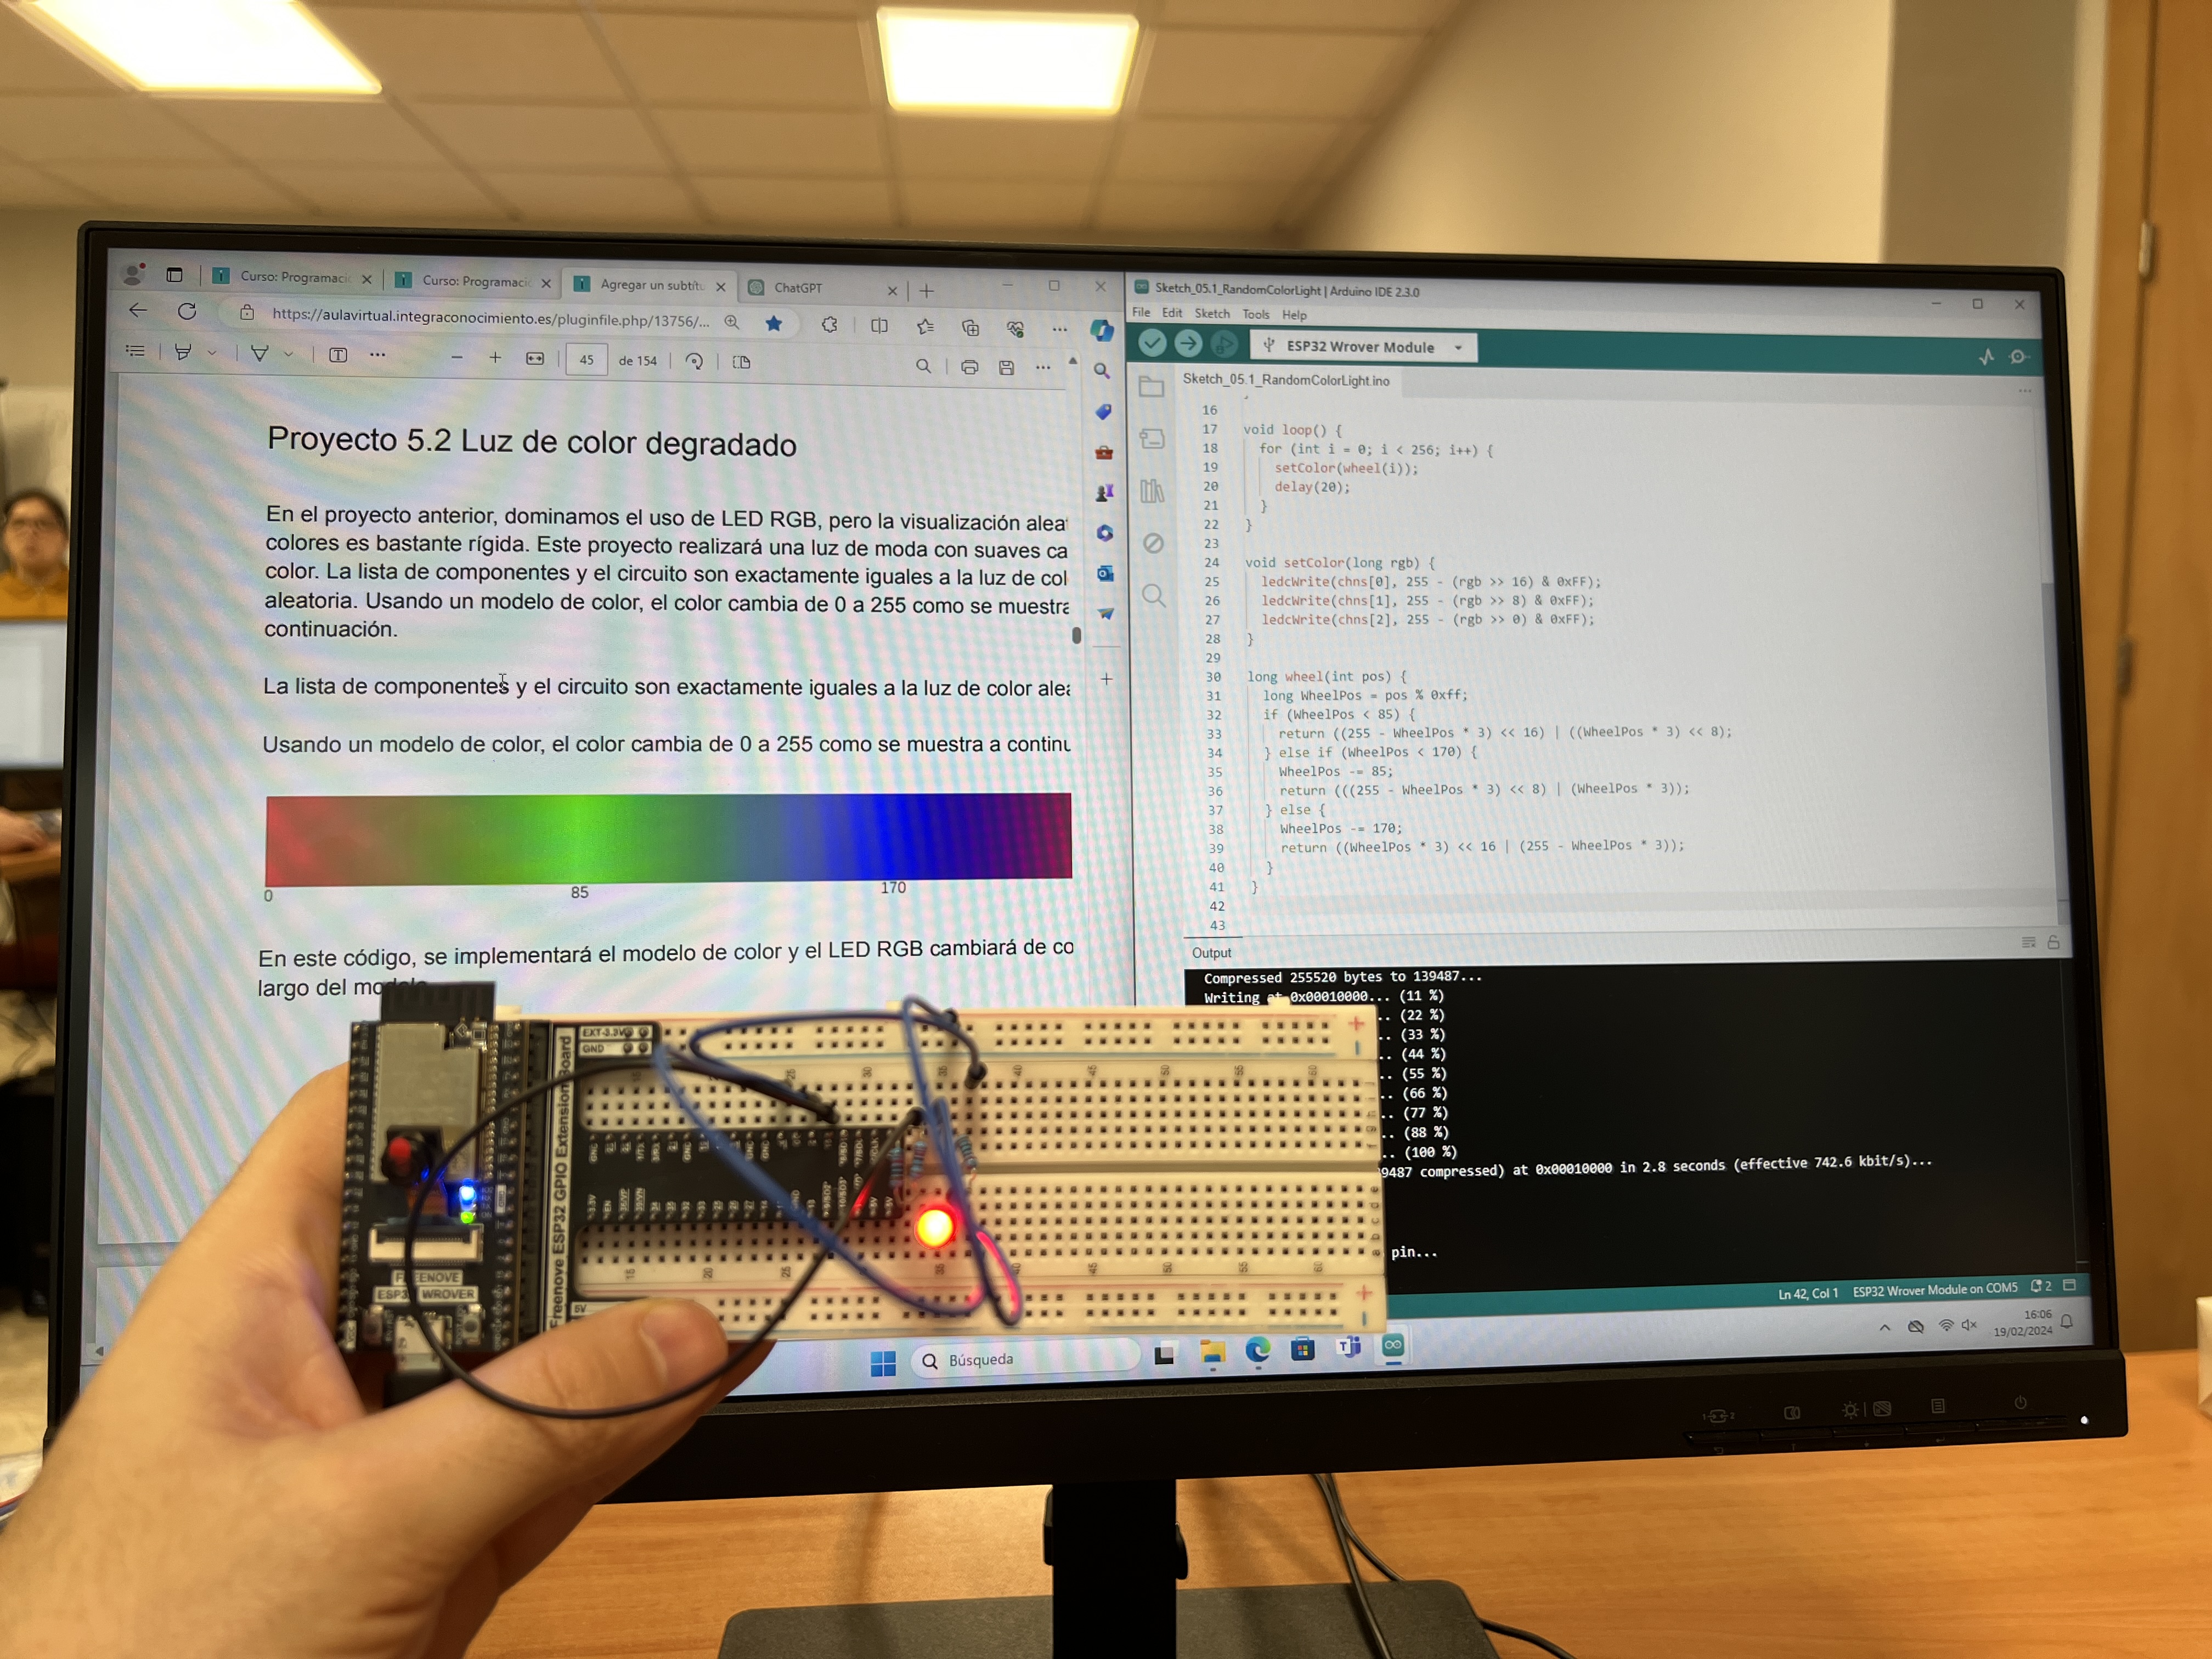 Curso: Programaci
Curso: Programaci
Agregar un subtítu
ChatGPT
https://aulavirtual.integraconocimiento.es/pluginfile.php/13756/...
45
de 154
Proyecto 5.2 Luz de color degradado
En el proyecto anterior, dominamos el uso de LED RGB, pero la visualización alea
colores es bastante rígida. Este proyecto realizará una luz de moda con suaves ca
color. La lista de componentes y el circuito son exactamente iguales a la luz de col
aleatoria. Usando un modelo de color, el color cambia de 0 a 255 como se muestra
continuación.
La lista de componentes y el circuito son exactamente iguales a la luz de color alea
Usando un modelo de color, el color cambia de 0 a 255 como se muestra a continu
0
85
170
En este código, se implementará el modelo de color y el LED RGB cambiará de co
largo del modelo
Sketch_05.1_RandomColorLight | Arduino IDE 2.3.0
File Edit Sketch Tools Help
ESP32 Wrover Module
Sketch_05.1_RandomColorLight.ino
16
17 void loop() {
18 for (int i = 0; i < 256; i++) {
19 setColor(wheel(i));
20 delay(20);
21 }
22 }
23
24 void setColor(long rgb) {
25 ledcWrite(chns[0], 255 - (rgb >> 16) & 0xFF);
26 ledcWrite(chns[1], 255 - (rgb >> 8) & 0xFF);
27 ledcWrite(chns[2], 255 - (rgb >> 0) & 0xFF);
28 }
29
30 long wheel(int pos) {
31 long WheelPos = pos % 0xff;
32 if (WheelPos < 85) {
33 return ((255 - WheelPos * 3) << 16) | ((WheelPos * 3) << 8);
34 } else if (WheelPos < 170) {
35 WheelPos -= 85;
36 return (((255 - WheelPos * 3) << 8) | (WheelPos * 3));
37 } else {
38 WheelPos -= 170;
39 return ((WheelPos * 3) << 16 | (255 - WheelPos * 3));
40 }
41 }
42
43
Output
Compressed 255520 bytes to 139487...
Writing at 0x00010000... (11 %)
.. (22 %)
.. (33 %)
.. (44 %)
.. (55 %)
.. (66 %)
.. (77 %)
.. (88 %)
.. (100 %)
9487 compressed) at 0x00010000 in 2.8 seconds (effective 742.6 kbit/s)...
pin...
Ln 42, Col 1 ESP32 Wrover Module on COM5 2
Búsqueda
16:06
19/02/2024
EXT-3.3V
GND
Freenove ESP32 GPIO Extension Board
FREENOVE
ESP32 WROVER
5V